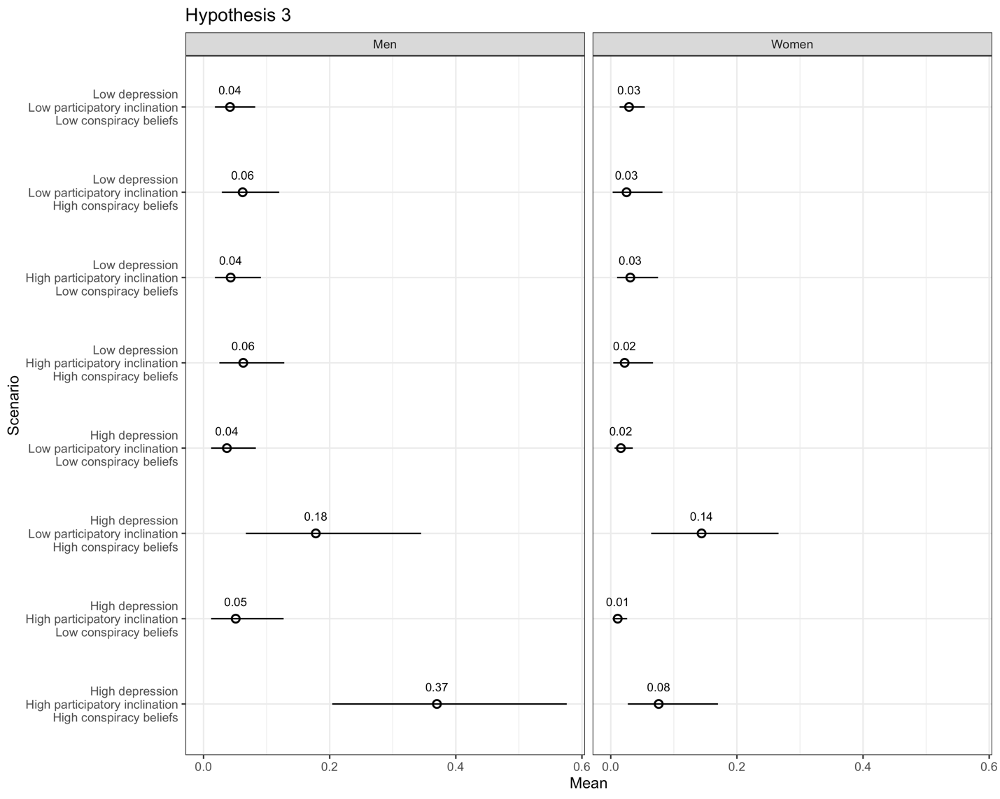 Hypothesis 3
Men
Women
Scenario
Low depression
Low participatory inclination
Low conspiracy beliefs
0.04
0.03
Low depression
Low participatory inclination
High conspiracy beliefs
0.06
0.03
Low depression
High participatory inclination
Low conspiracy beliefs
0.04
0.03
Low depression
High participatory inclination
High conspiracy beliefs
0.06
0.02
High depression
Low participatory inclination
Low conspiracy beliefs
0.04
0.02
High depression
Low participatory inclination
High conspiracy beliefs
0.18
0.14
High depression
High participatory inclination
Low conspiracy beliefs
0.05
0.01
High depression
High participatory inclination
High conspiracy beliefs
0.37
0.08
0.0 0.2 0.4 0.6
0.0 0.2 0.4 0.6
Mean